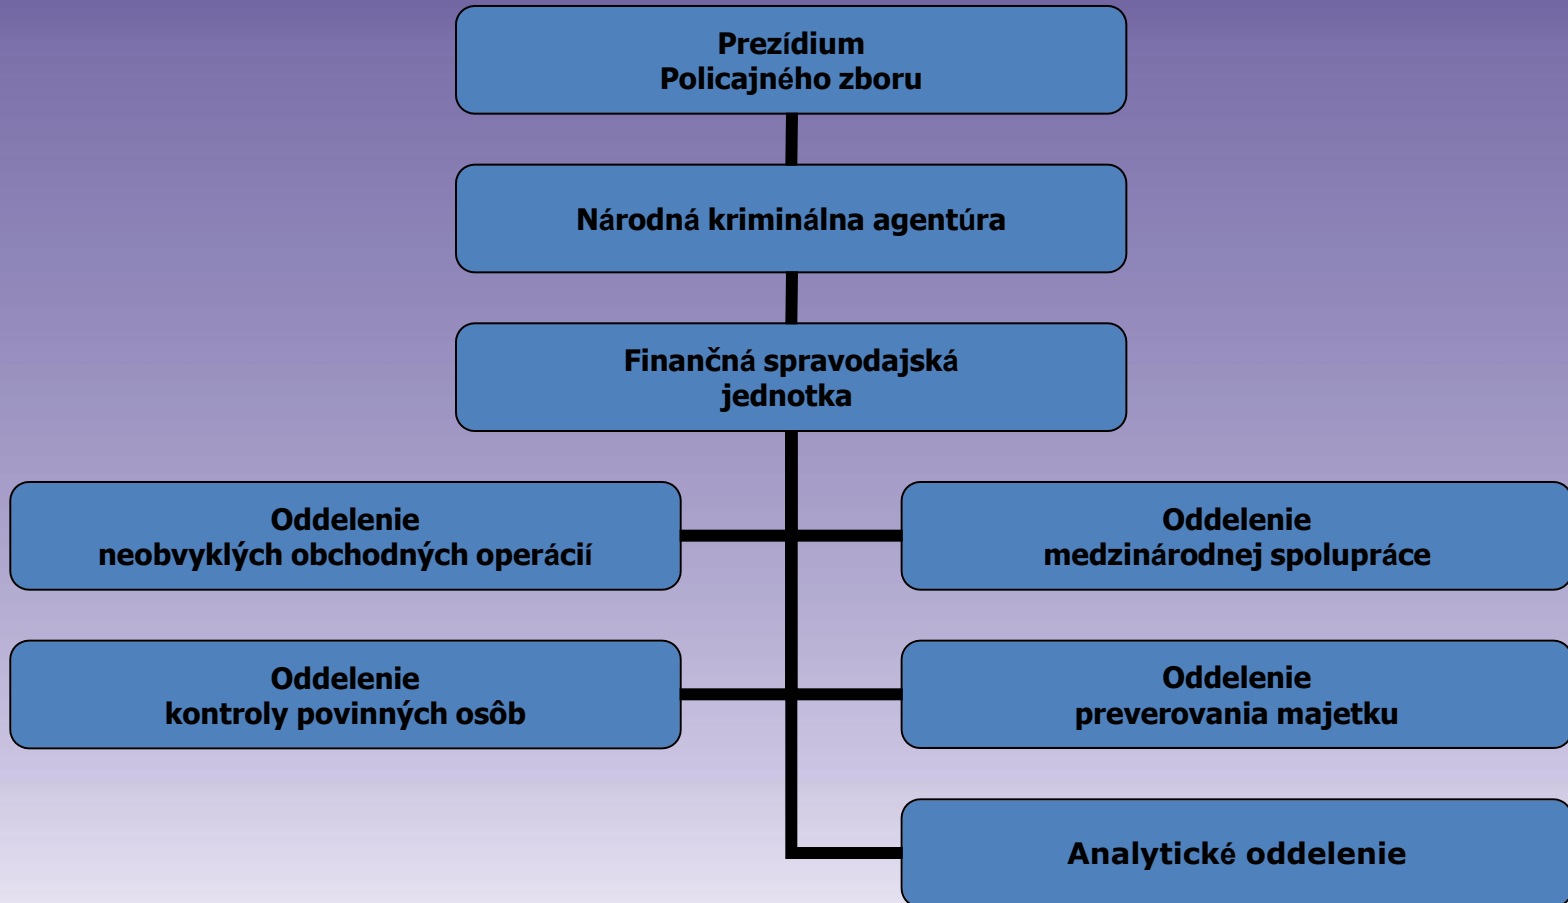 Prezídium
Policajného zboru
Národná kriminálna agentúra
Finančná spravodajská
jednotka
Oddelenie
neobvyklých obchodných operácií
Oddelenie
medzinárodnej spolupráce
Oddelenie
kontroly povinných osôb
Oddelenie
preverovania majetku
Analytické oddelenie